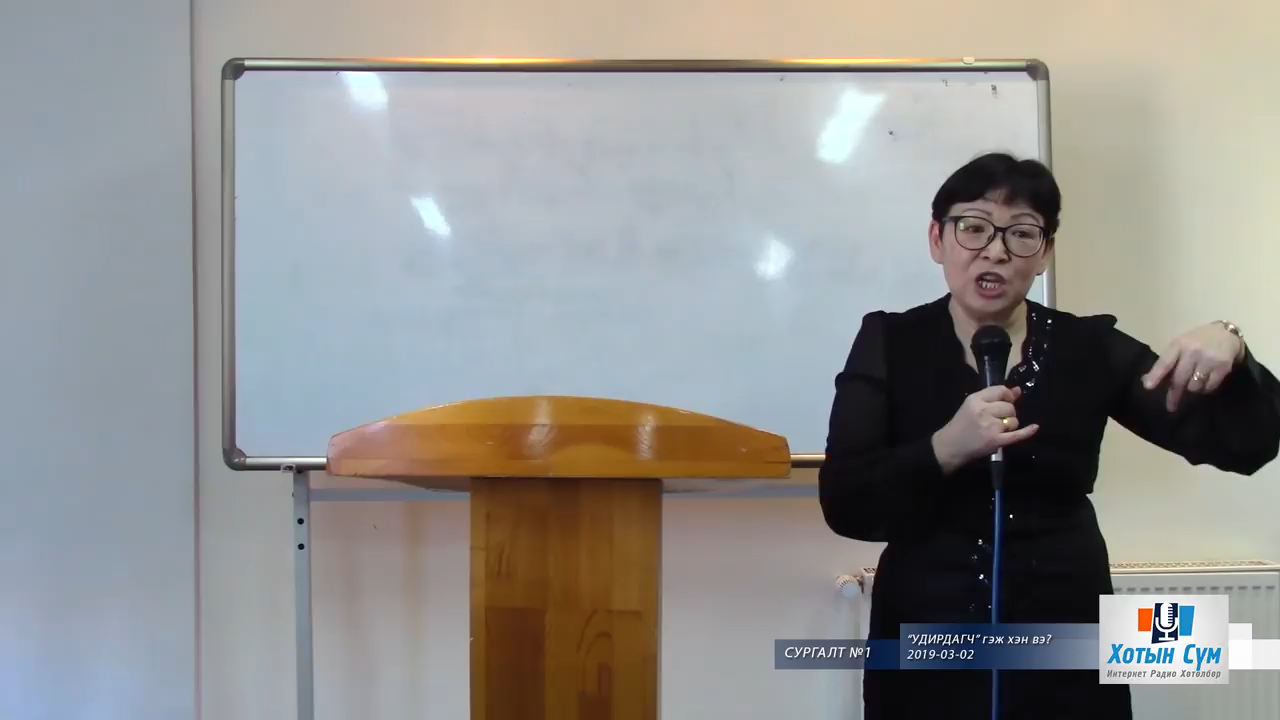 СУРГАЛТ №1
"УДИРДАГЧ" гэж хэн вэ?
2019-03-02
Хотын Сүм
Интернет Радио Хөтөлбөр